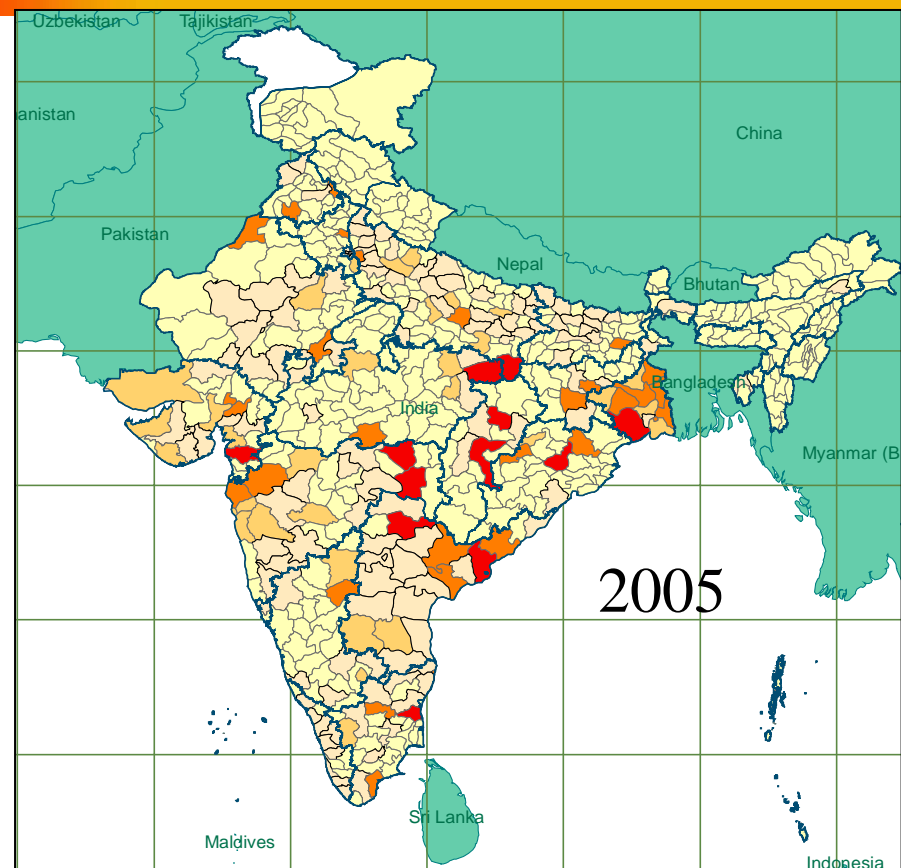 Uzbekistan
Tajikistan
anistan
China
Pakistan
Nepal
Bhutan
Bangladesh
India
Myanmar (B
2005
Sri Lanka
Maldives
Indonesia